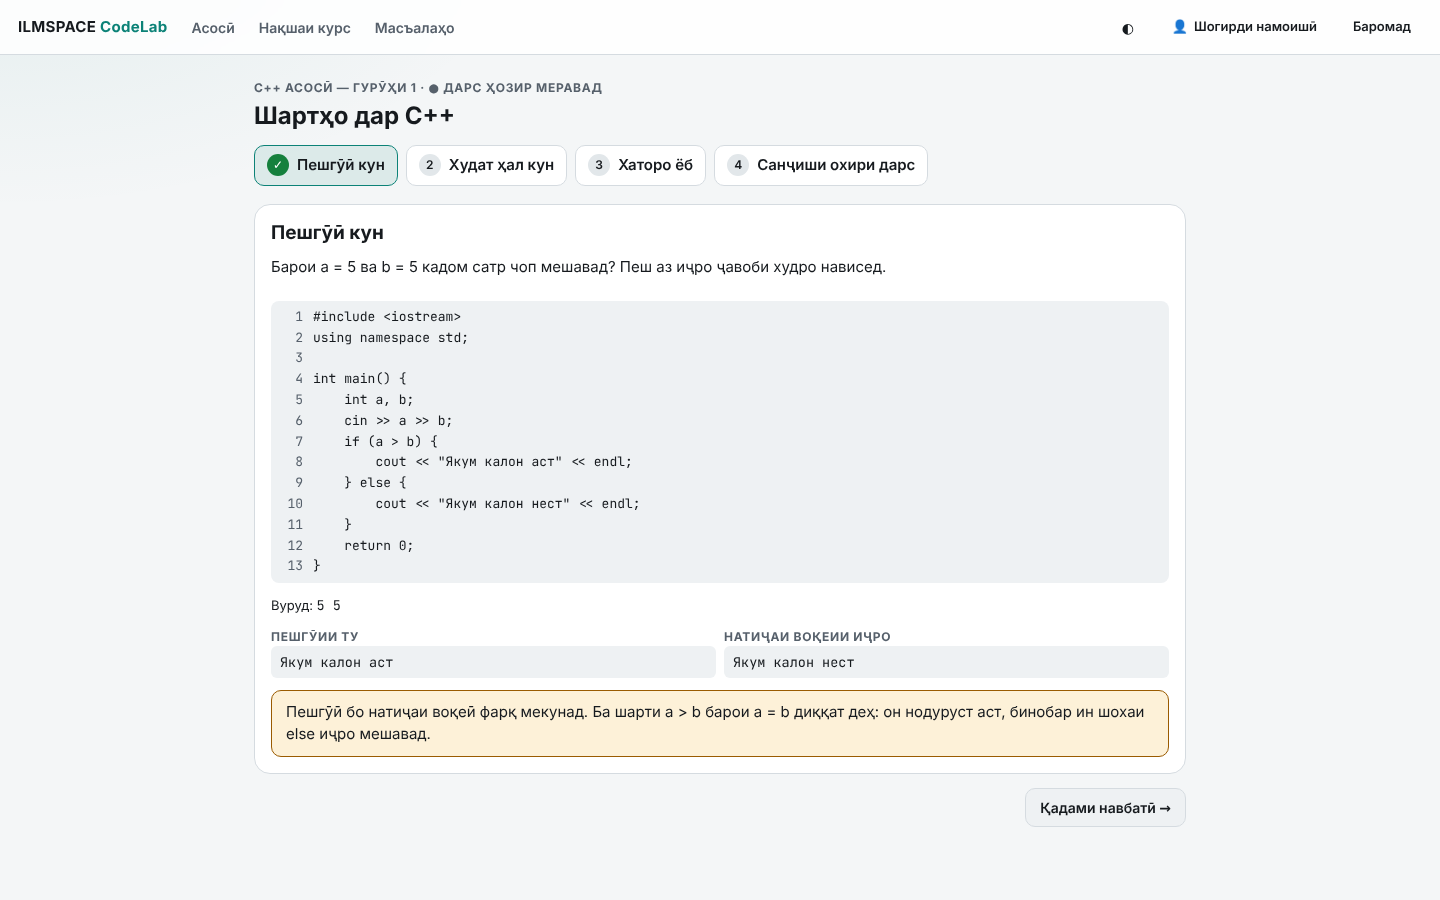 ILMSPACE CodeLab Асосӣ Нақшаи курс Масъалаҳо Шогирди намоишӣ Баромад
C++ АСОСӢ — ГУРӮҲИ 1 · ● ДАРС ҲОЗИР МЕРАВАД
Шартҳо дар C++
✓ Пешгӯӣ кун 2 Худат ҳал кун 3 Хаторо ёб 4 Санҷиши охири дарс
Пешгӯӣ кун
Барои a = 5 ва b = 5 кадом сатр чоп мешавад? Пеш аз иҷро ҷавоби худро нависед.
1 #include <iostream>
2 using namespace std;
3
4 int main() {
5     int a, b;
6     cin >> a >> b;
7     if (a > b) {
8         cout << "Якум калон аст" << endl;
9     } else {
10         cout << "Якум калон нест" << endl;
11     }
12     return 0;
13 }
Вуруд: 5 5
ПЕШГӮИИ ТУ НАТИҶАИ ВОҚЕИИ ИҶРО
Якум калон аст Якум калон нест
Пешгӯӣ бо натиҷаи воқеӣ фарқ мекунад. Ба шарти a > b барои a = b диққат деҳ: он нодуруст аст, бинобар ин шохаи
else иҷро мешавад.
Қадами навбатӣ →